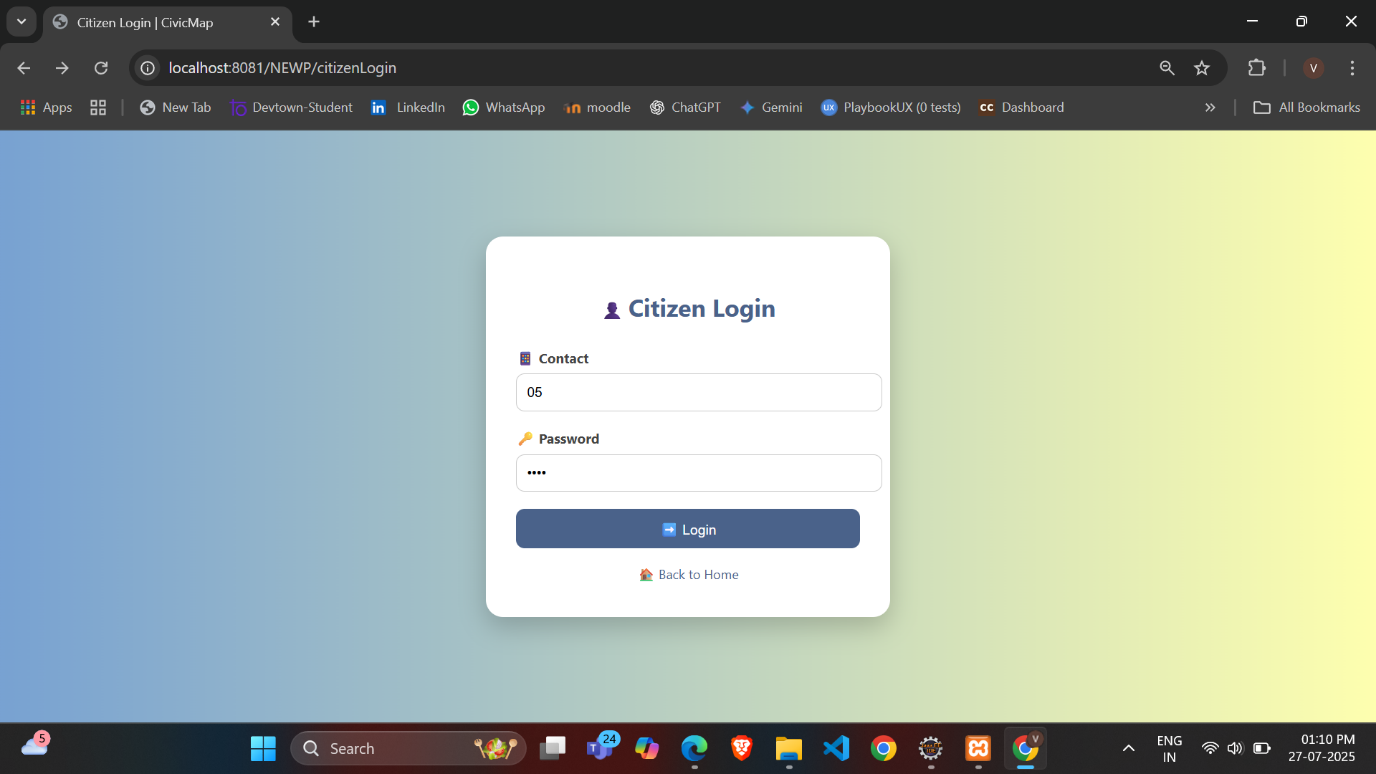 Citizen Login | CivicMap
localhost:8081/NEWP/citizenLogin
V
Apps
New Tab
Devtown-Student
LinkedIn
WhatsApp
moodle
ChatGPT
Gemini
UX PlaybookUX (0 tests)
CC Dashboard
All Bookmarks
Citizen Login
Contact
05
Password
••••
Login
Back to Home
5
Search
24
ENG
IN
01:10 PM
27-07-2025